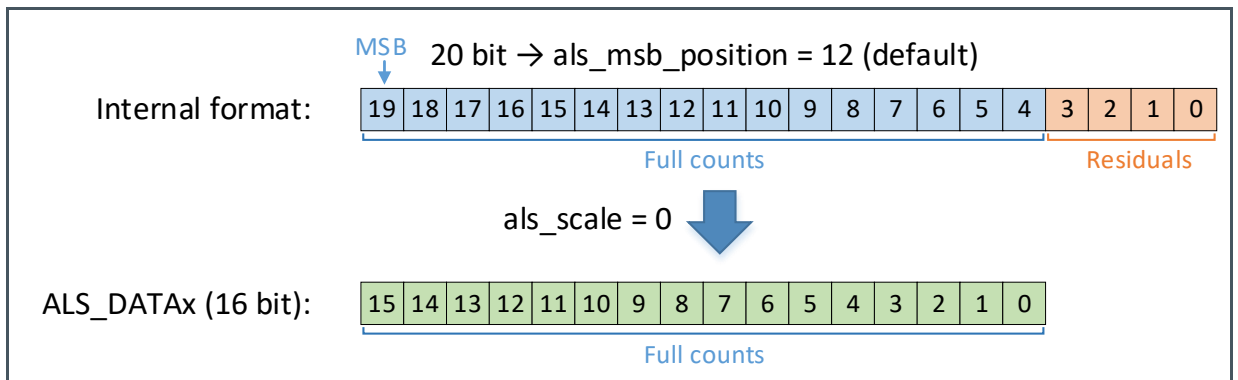 MSB
20 bit → als_msb_position = 12 (default)
Internal format: 19 18 17 16 15 14 13 12 11 10 9 8 7 6 5 4 3 2 1 0
Full counts Residuals
als_scale = 0
ALS_DATAx (16 bit): 15 14 13 12 11 10 9 8 7 6 5 4 3 2 1 0
Full counts